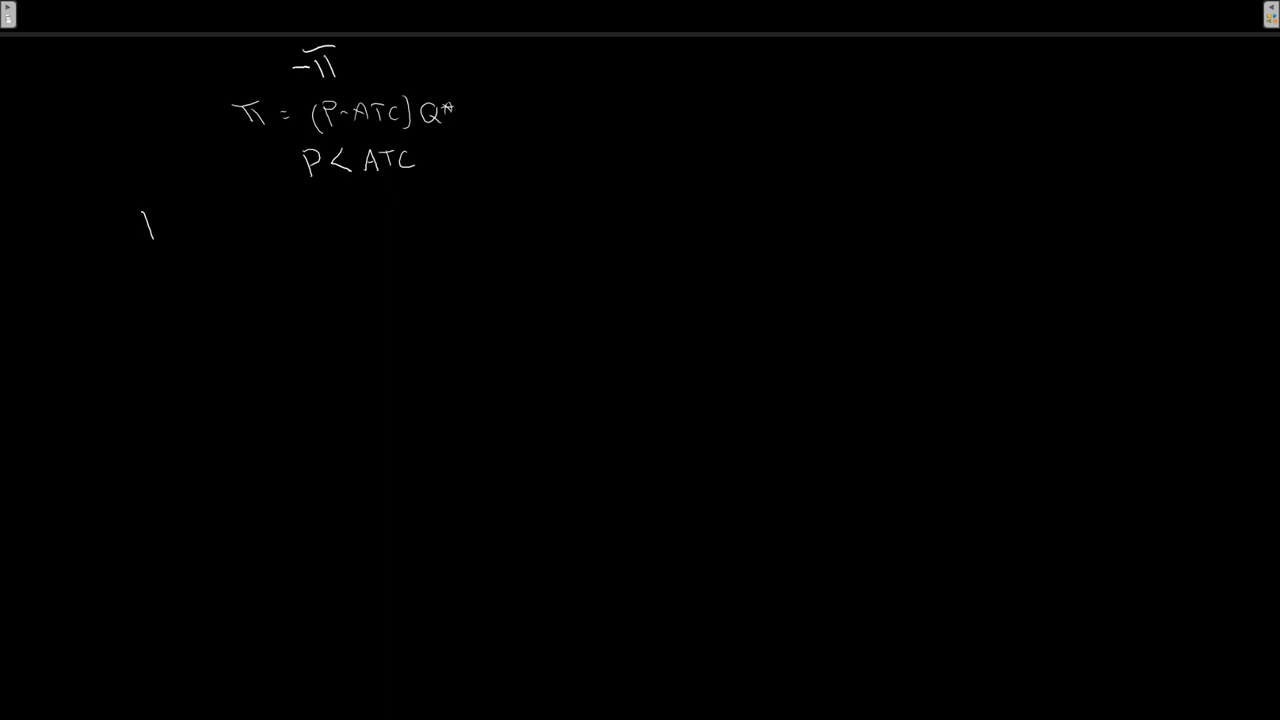 -π
π = (P-ATC) Q*
P < ATC
\